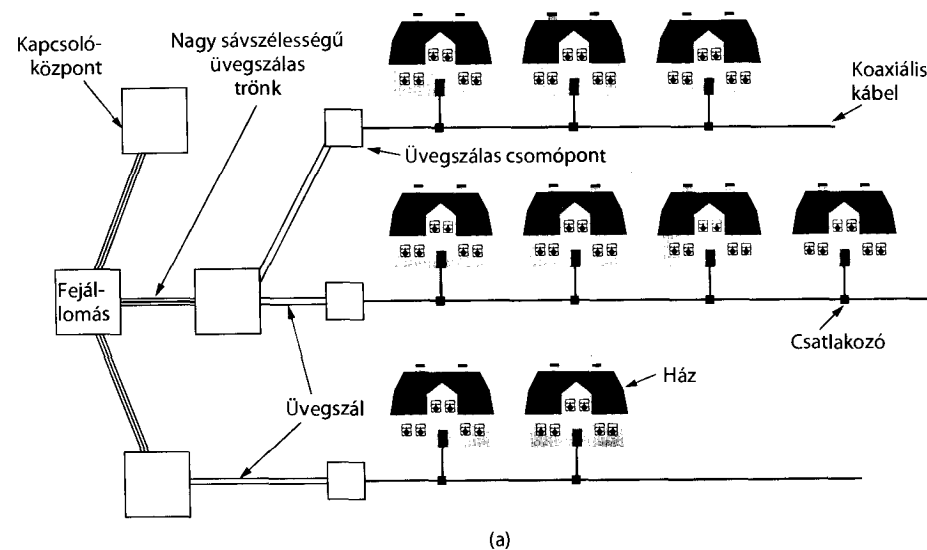 Kapcsoló-
központ
Nagy sávszélességű
üvegszálas
trönk
Koaxiális
kábel
Üvegszálas csomópont
Fejál-
lomás
Csatlakozó
Üvegszál
Ház
(a)